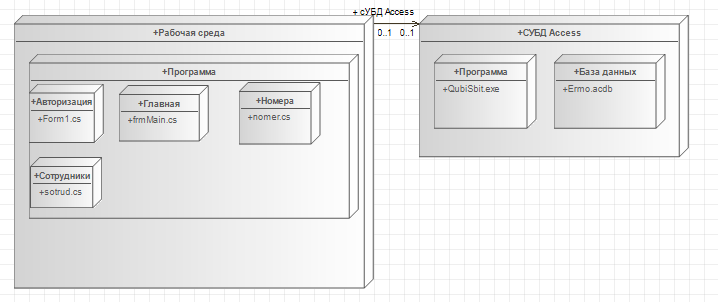 + сУБД Access
0..1 0..1
+Рабочая среда
+Программа
+Авторизация
+Form1.cs
+Главная
+frmMain.cs
+Номера
+nomer.cs
+Сотрудники
+sotrud.cs
+СУБД Access
+Программа
+QubiSbit.exe
+База данных
+Ermo.acdb